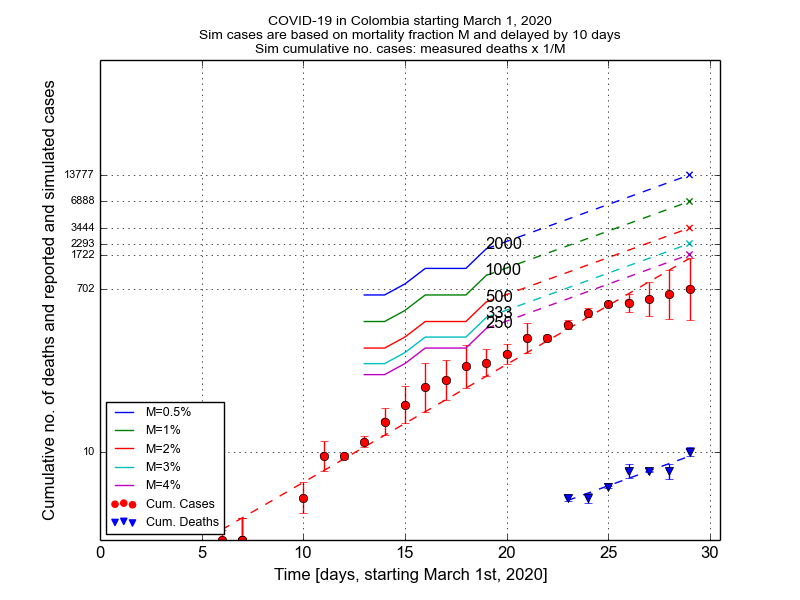 COVID-19 in Colombia starting March 1, 2020
Sim cases are based on mortality fraction M and delayed by 10 days
Sim cumulative no. cases: measured deaths x 1/M
Cumulative no. of deaths and reported and simulated cases
13777
6888
3444
2293
1722
702
10
2000
1000
500
333
250
M=0.5%
M=1%
M=2%
M=3%
M=4%
Cum. Cases
Cum. Deaths
0 5 10 15 20 25 30
Time [days, starting March 1st, 2020]